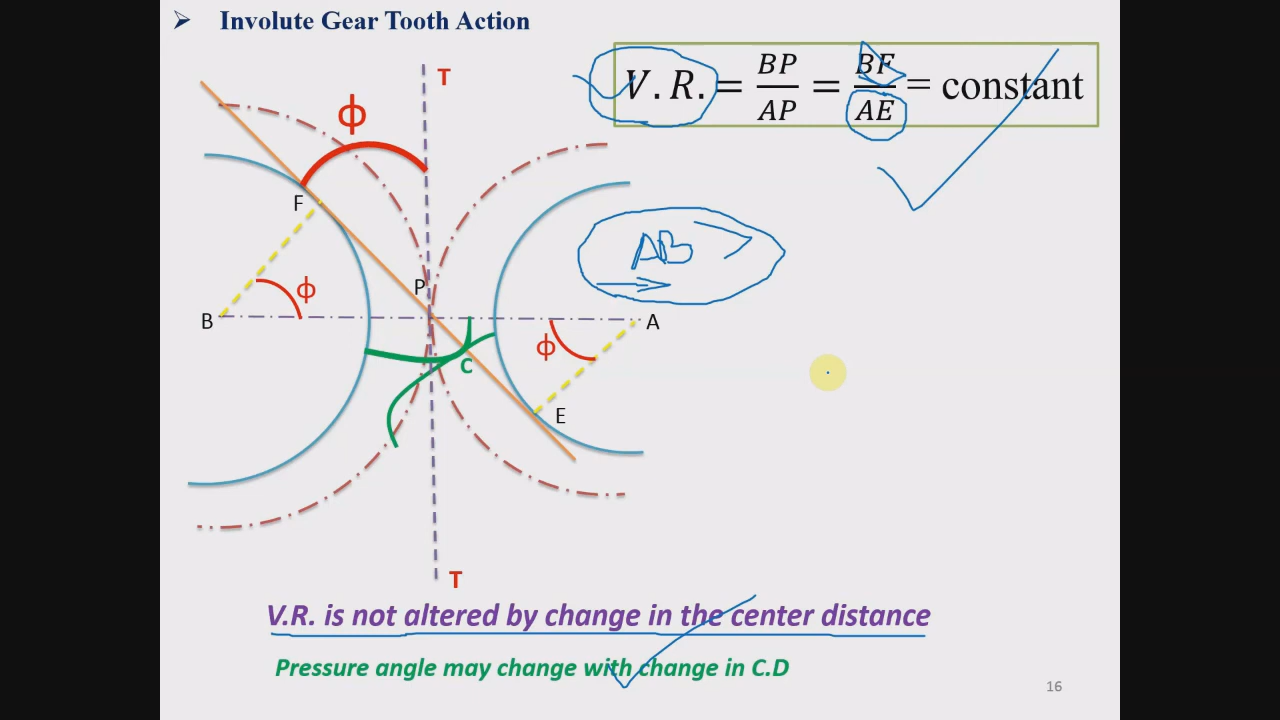 ➢ Involute Gear Tooth Action
V.R. = BP/AP = BF/AE = constant
T
ϕ
F
AB >
P
ϕ
B
A
ϕ
C
E
T
V.R. is not altered by change in the center distance
Pressure angle may change with change in C.D
16